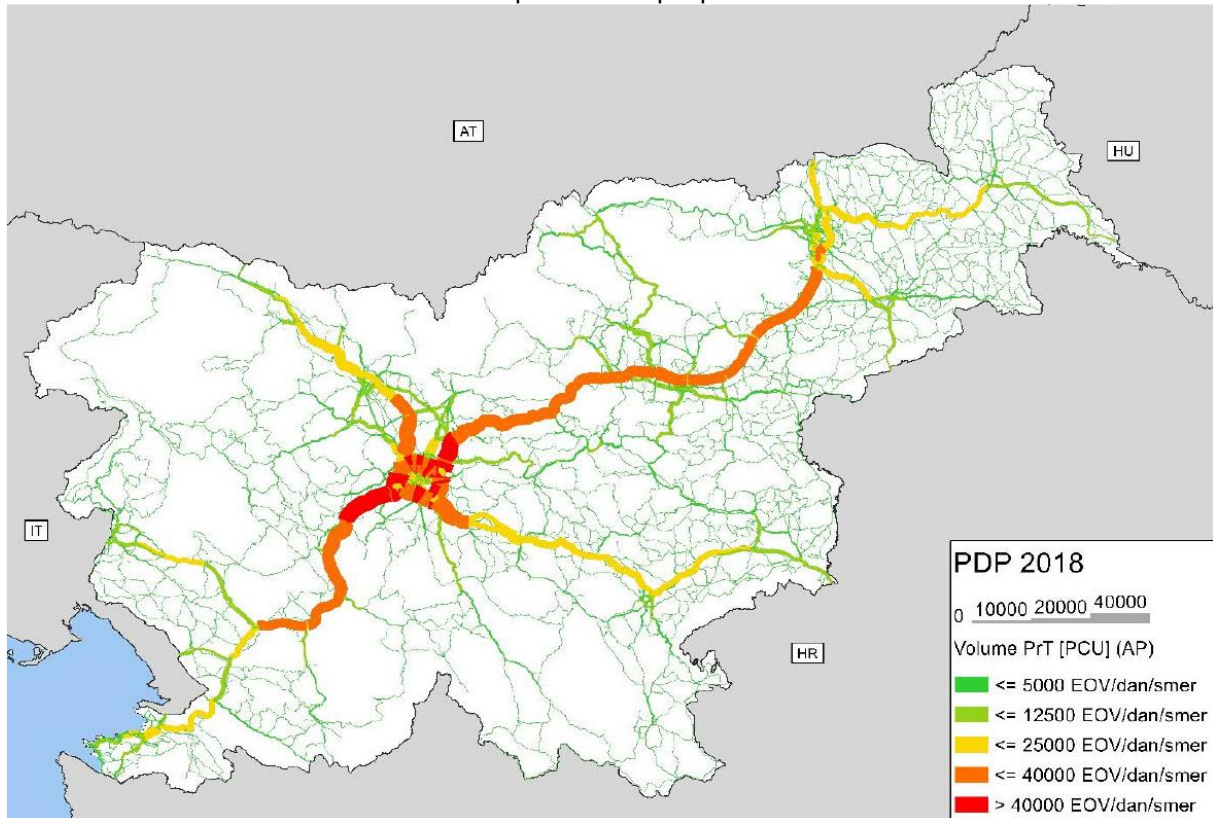 AT
HU
IT
HR
PDP 2018
0 10000 20000 40000
Volume PrT [PCU] (AP)
<= 5000 EOV/dan/smer
<= 12500 EOV/dan/smer
<= 25000 EOV/dan/smer
<= 40000 EOV/dan/smer
> 40000 EOV/dan/smer